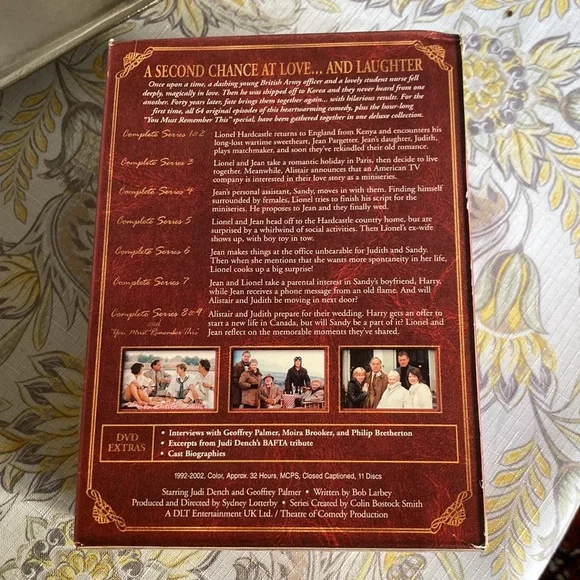 A SECOND CHANCE AT LOVE... AND LAUGHTER
Once upon a time, a dashing young British Army officer and a lovely student nurse fell
deeply, magically in love. Then he was shipped off to Korea and they never heard from one
another. Forty years later, fate brings them together again... with hilarious results. For the
first time, all 64 original episodes of this heartwarming comedy, plus the hour-long
"You Must Remember This" special, have been gathered together in one deluxe collection.
Complete Series 1&2
Lionel Hardcastle returns to England from Kenya and encounters his
long-lost wartime sweetheart, Jean Pargetter. Jean's daughter, Judith,
plays matchmaker, and soon they've rekindled their old romance.
Complete Series 3
Lionel and Jean take a romantic holiday in Paris, then decide to live
together. Meanwhile, Alistair announces that an American TV
company is interested in their love story as a miniseries.
Complete Series 4
Jean's personal assistant, Sandy, moves in with them. Finding himself
surrounded by females, Lionel tries to finish his script for the
miniseries. He proposes to Jean and they finally wed.
Complete Series 5
Lionel and Jean head off to the Hardcastle country home, but are
surprised by a whirlwind of social activities. Then Lionel's ex-wife
shows up, with boy toy in tow.
Complete Series 6
Jean makes things at the office unbearable for Judith and Sandy.
Then when she mentions that she wants more spontaneity in her life,
Lionel cooks up a big surprise!
Complete Series 7
Jean and Lionel take a parental interest in Sandy's boyfriend, Harry,
while Jean receives a phone message from an old flame. And will
Alistair and Judith be moving in next door?
Complete Series 8&9
and
"You Must Remember This"
Alistair and Judith prepare for their wedding. Harry gets an offer to
start a new life in Canada, but will Sandy be a part of it? Lionel and
Jean reflect on the memorable moments they've shared.
DVD
EXTRAS
• Interviews with Geoffrey Palmer, Moira Brooker, and Philip Bretherton
• Excerpts from Judi Dench's BAFTA tribute
• Cast Biographies
1992-2002, Color, Approx. 32 Hours, MCPS, Closed Captioned, 11 Discs
Starring Judi Dench and Geoffrey Palmer • Written by Bob Larbey
Produced and Directed by Sydney Lotterby • Series Created by Colin Bostock Smith
A DLT Entertainment UK Ltd. / Theatre of Comedy Production